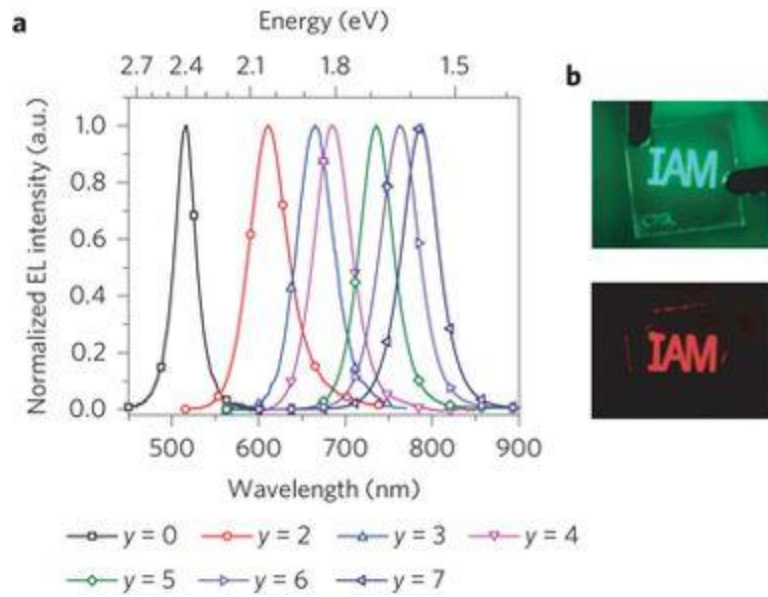 a
Energy (eV)
2.7 2.4 2.1 1.8 1.5
b
Normalized EL intensity (a.u.)
1.0
0.8
0.6
0.4
0.2
0.0
500 600 700 800 900
Wavelength (nm)
y = 0 y = 2 y = 3 y = 4
y = 5 y = 6 y = 7
IAM
IAM